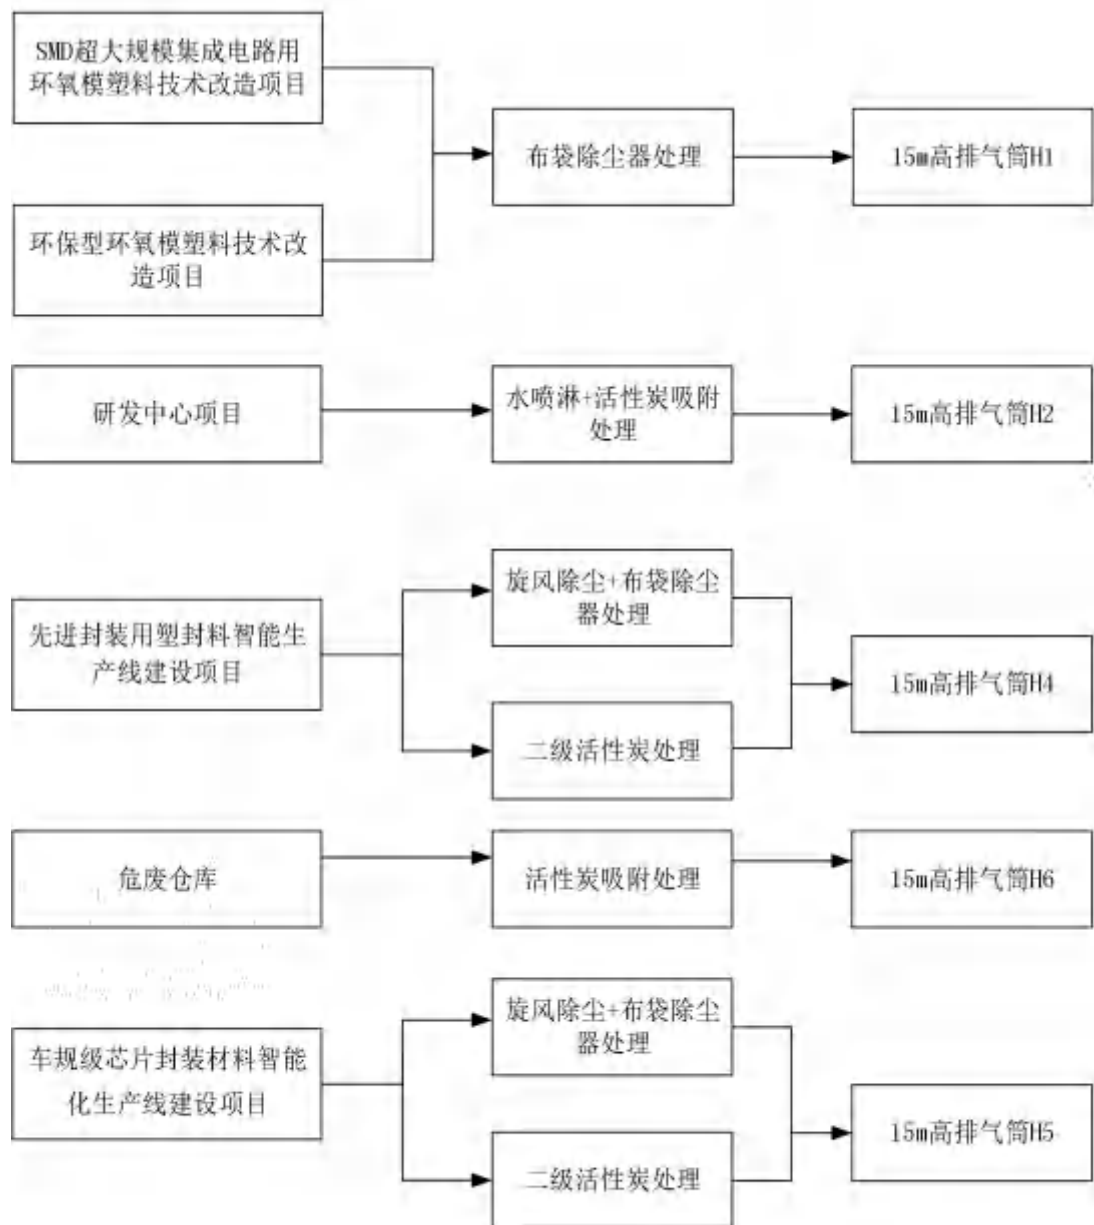 SMD超大规模集成电路用
环氧模塑料技术改造项目
布袋除尘器处理
15m高排气筒H1
环保型环氧模塑料技术改
造项目
研发中心项目
水喷淋+活性炭吸附
处理
15m高排气筒H2
先进封装用塑封料智能生
产线建设项目
旋风除尘+布袋除尘
器处理
二级活性炭处理
15m高排气筒H4
危废仓库
活性炭吸附处理
15m高排气筒H6
车规级芯片封装材料智能
化生产线建设项目
旋风除尘+布袋除尘
器处理
二级活性炭处理
15m高排气筒H5